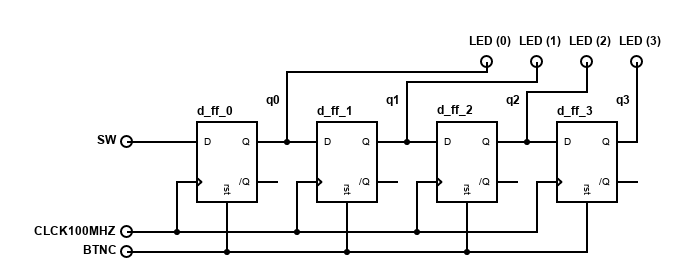 LED (0) LED (1) LED (2) LED (3)
q0 q1 q2 q3
d_ff_0 d_ff_1 d_ff_2 d_ff_3
SW D Q D Q D Q D Q
/Q /Q /Q /Q
rst rst rst rst
CLCK100MHZ
BTNC